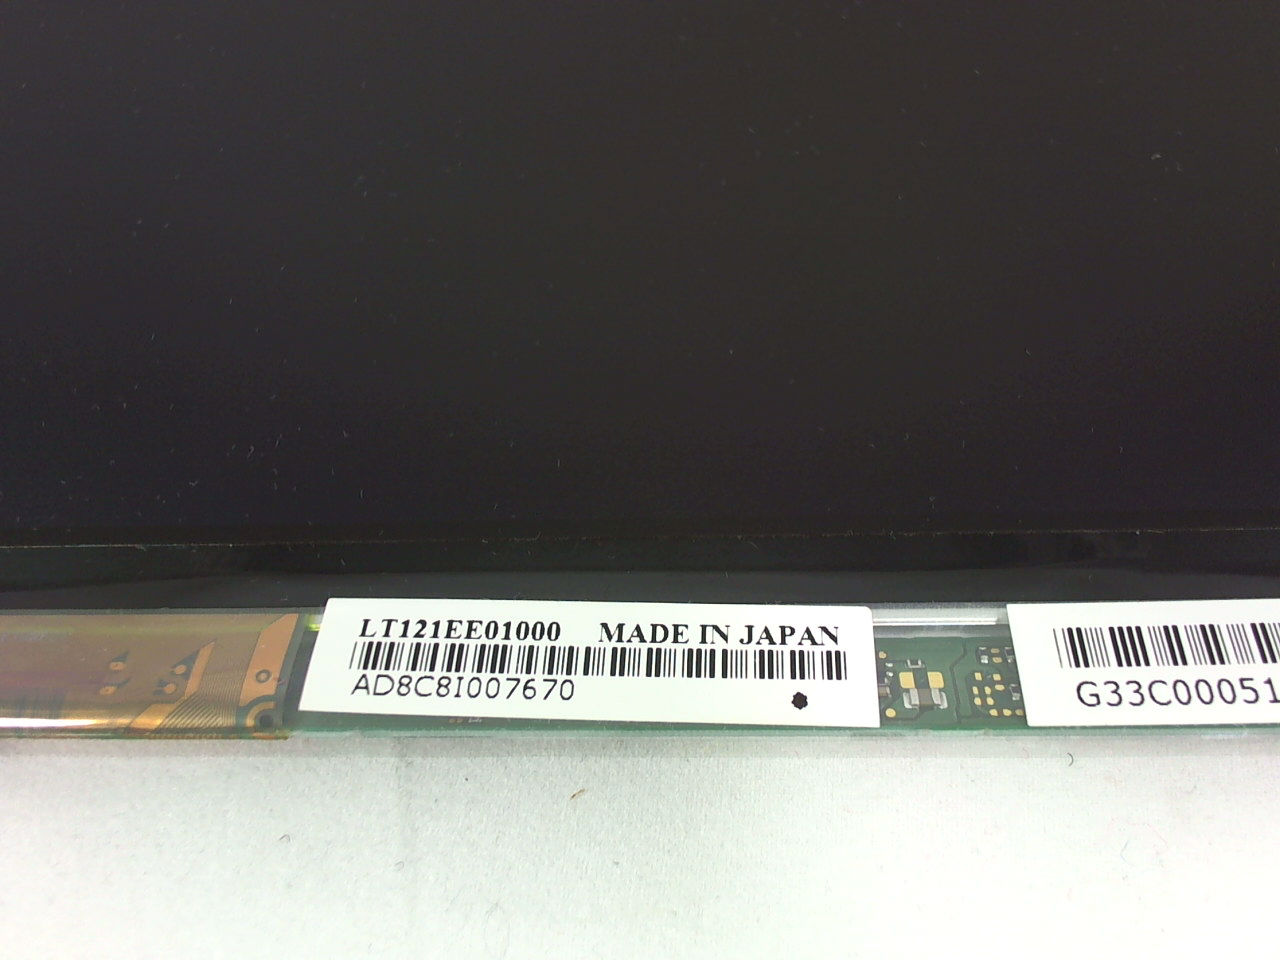 LT121EE01000 MADE IN JAPAN
AD8C8I007670
G33C00051